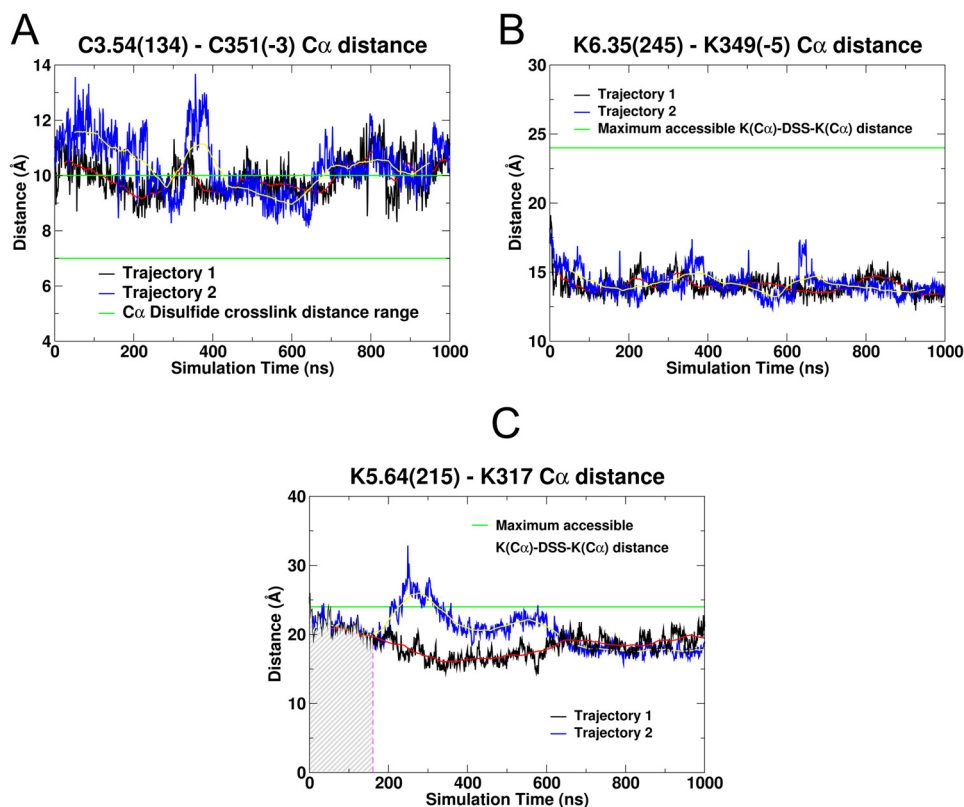 A
C3.54(134) - C351(-3) Cα distance
14
12
10
8
6
4
Distance (Å)
Trajectory 1
Trajectory 2
Cα Disulfide crosslink distance range
0 200 400 600 800 1000
Simulation Time (ns)
B
K6.35(245) - K349(-5) Cα distance
30
25
20
15
10
Distance (Å)
Trajectory 1
Trajectory 2
Maximum accessible K(Cα)-DSS-K(Cα) distance
0 200 400 600 800 1000
Simulation Time (ns)
C
K5.64(215) - K317 Cα distance
40
30
20
10
0
Distance (Å)
Maximum accessible
K(Cα)-DSS-K(Cα) distance
Trajectory 1
Trajectory 2
0 200 400 600 800 1000
Simulation Time (ns)